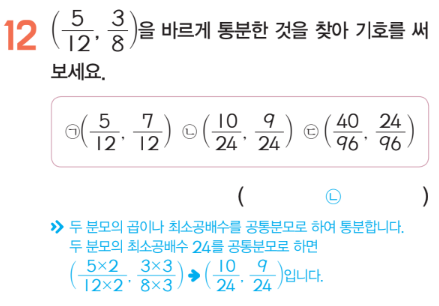 12 (5/12, 3/8)을 바르게 통분한 것을 찾아 기호를 써
보세요.
㉠(5/12, 7/12) ㉡(10/24, 9/24) ㉢(40/96, 24/96)
( ㉡ )
» 두 분모의 곱이나 최소공배수를 공통분모로 하여 통분합니다.
두 분모의 최소공배수 24를 공통분모로 하면
(5×2/12×2, 3×3/8×3) → (10/24, 9/24)입니다.